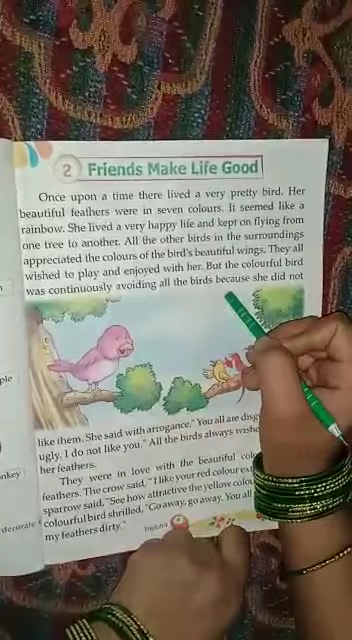 2 Friends Make Life Good
Once upon a time there lived a very pretty bird. Her
beautiful feathers were in seven colours. It seemed like a
rainbow. She lived a very happy life and kept on flying from
one tree to another. All the other birds in the surroundings
appreciated the colours of the bird's beautiful wings. They all
wished to play and enjoyed with her. But the colourful bird
was continuously avoiding all the birds because she did not
like them. She said with arrogance," You all are
ugly. I do not like you." All the birds always
her feathers.
They were in love with the beautiful
feathers. The crow said, "I like your red colour
sparrow said, "See how attractive the yellow
colourful bird shrilled, "Go away, go away. You all
my feathers dirty."
ple
nkey
decorate